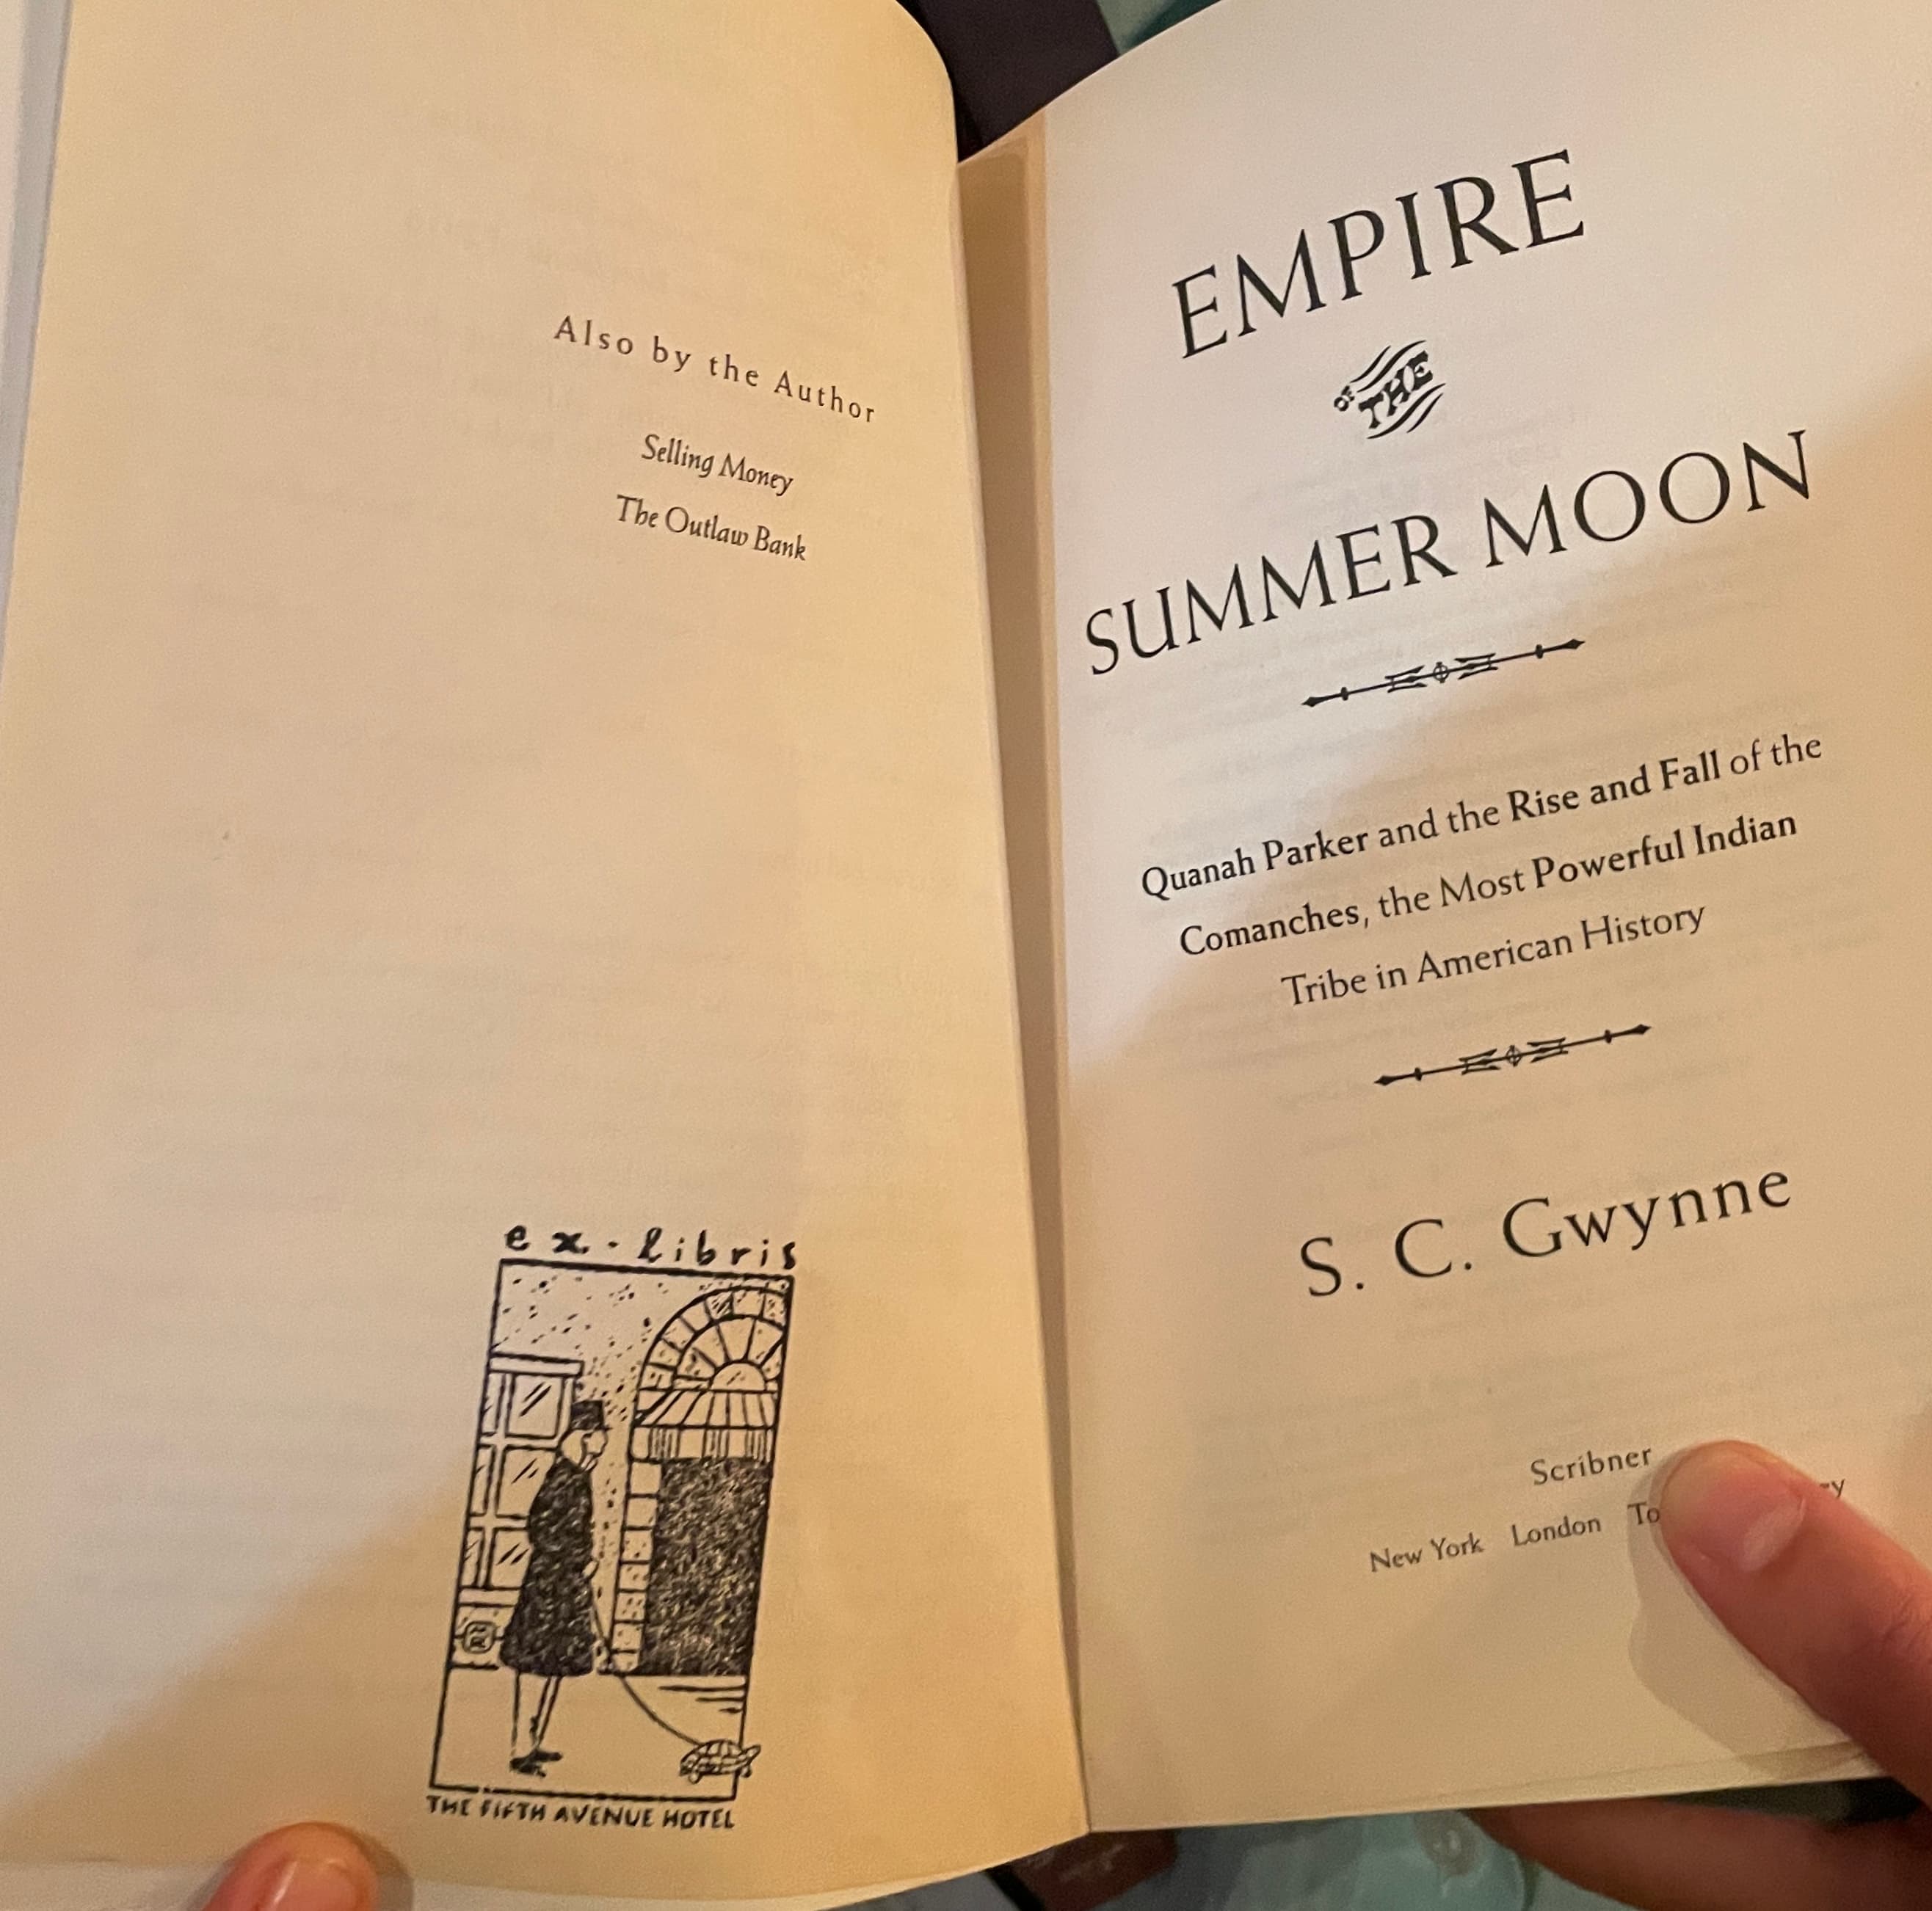 Also by the Author
Selling Money
The Outlaw Bank
ex-libris
THE FIFTH AVENUE HOTEL
EMPIRE
OF THE
SUMMER MOON
Quanah Parker and the Rise and Fall of the
Comanches, the Most Powerful Indian
Tribe in American History
S. C. Gwynne
Scribner
New York London